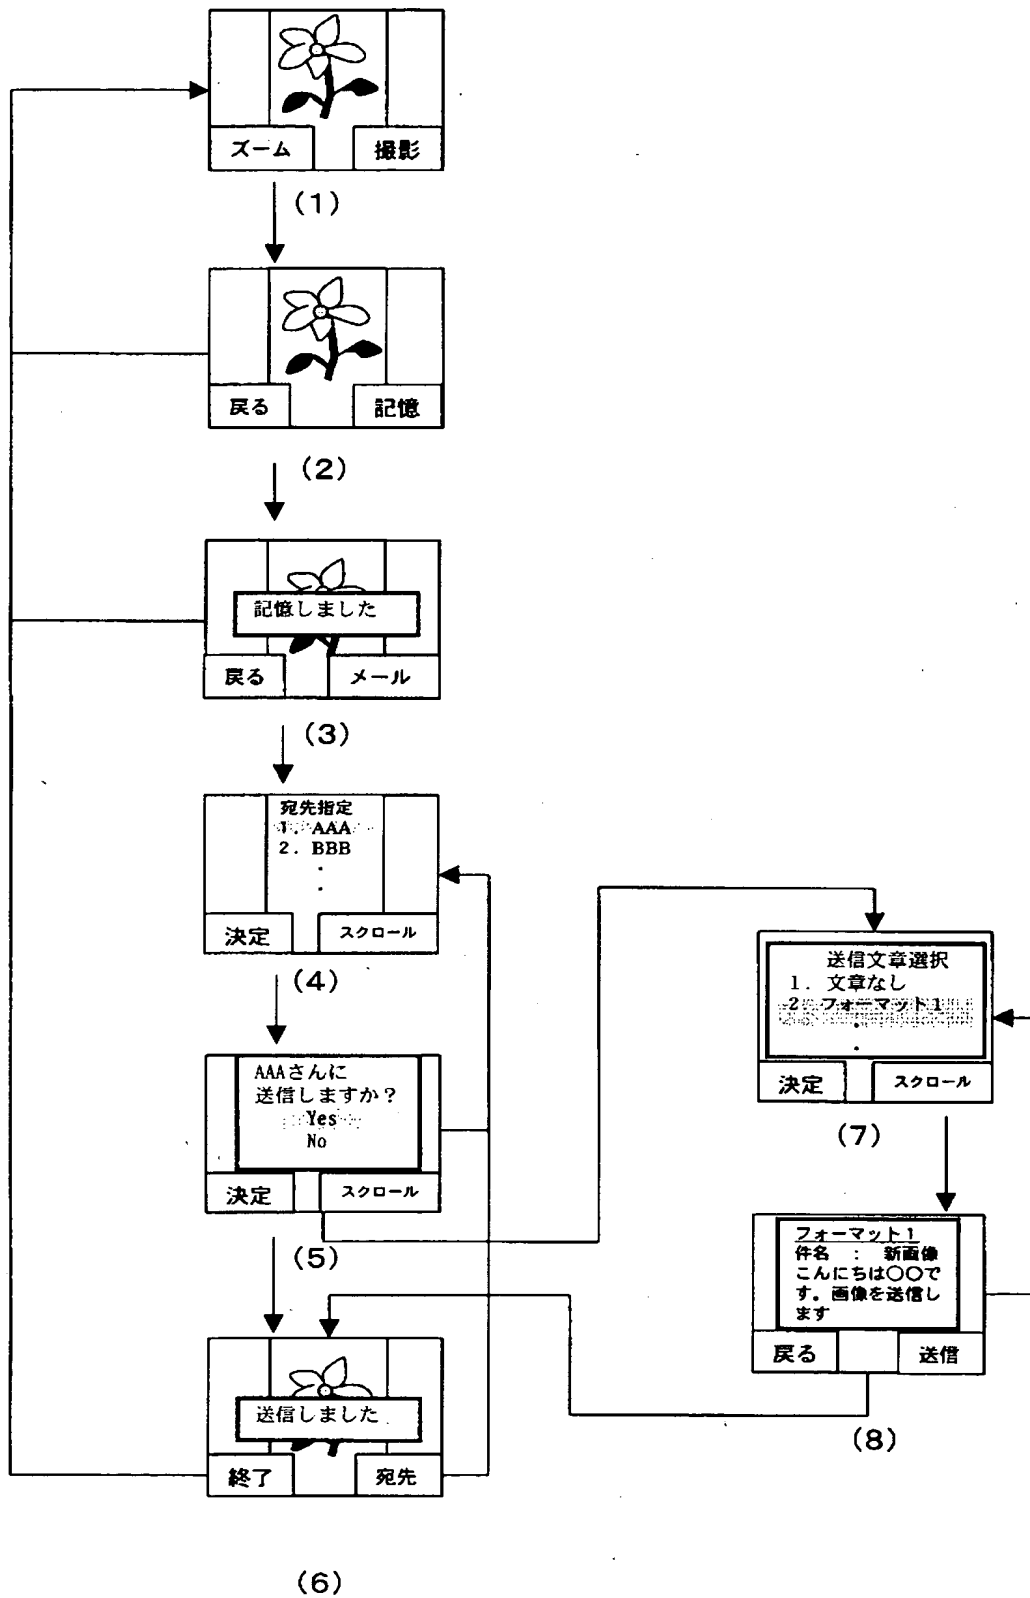 ズーム 撮影
(1)
戻る 記憶
(2)
記憶しました
戻る メール
(3)
宛先指定
1. AAA
2. BBB
・
・
決定 スクロール
(4)
AAAさんに
送信しますか?
Yes
No
決定 スクロール
(5)
送信しました
終了 宛先
(6)
送信文章選択
1. 文章なし
2. フォーマット1
・
・
決定 スクロール
(7)
フォーマット1
件名 : 新画像
こんにちは○○で
す。画像を送信し
ます
戻る 送信
(8)